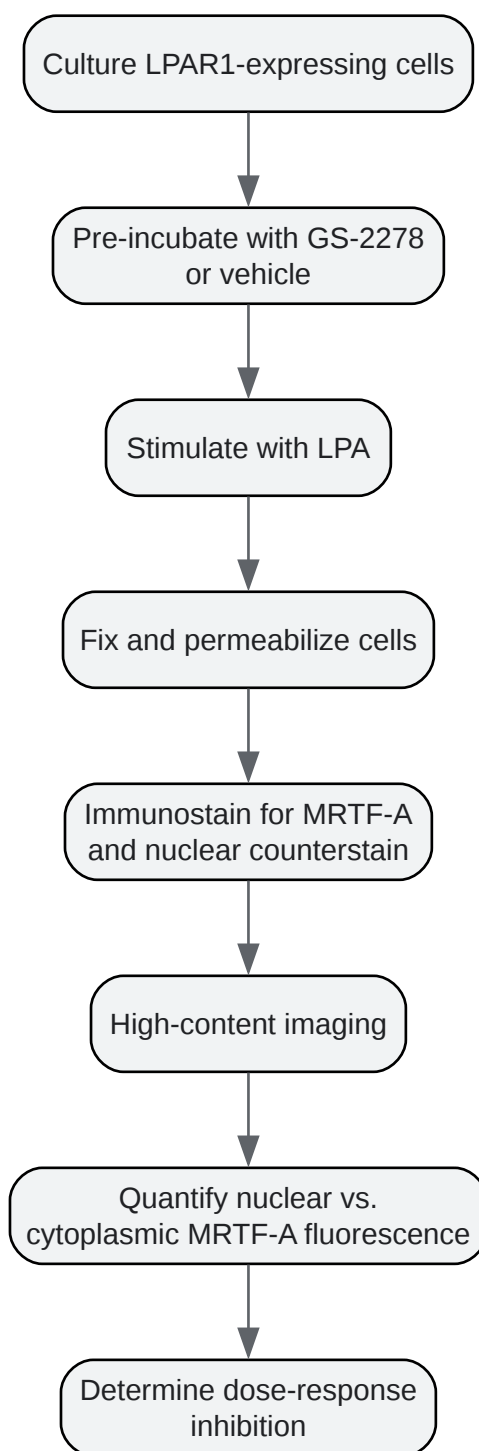 Culture LPAR1-expressing cells
Pre-incubate with GS-2278
or vehicle
Stimulate with LPA
Fix and permeabilize cells
Immunostain for MRTF-A
and nuclear counterstain
High-content imaging
Quantify nuclear vs.
cytoplasmic MRTF-A fluorescence
Determine dose-response
inhibition